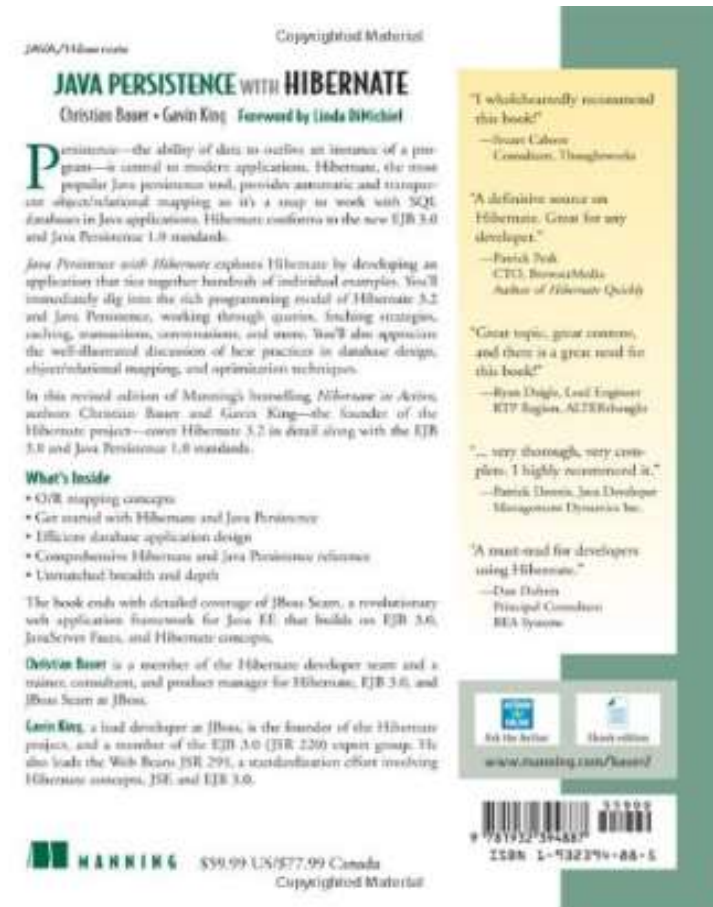 Copyrighted Material
JAVA/Hibernate
JAVA PERSISTENCE WITH HIBERNATE
Christian Bauer • Gavin King Foreword by Linda DiMichiel
Persistence—the ability of data to outlive an instance of a pro-
gram—is central to modern applications. Hibernate, the most
popular Java persistence tool, provides automatic and transpar-
ent object/relational mapping so it's a snap to work with SQL
databases in Java applications. Hibernate conforms to the new EJB 3.0
and Java Persistence 1.0 standards.
Java Persistence with Hibernate explores Hibernate by developing an
application that ties together hundreds of individual examples. You'll
immediately dig into the rich programming model of Hibernate 3.2
and Java Persistence, working through queries, fetching strategies,
caching, transactions, conversations, and more. You'll also appreciate
the well-illustrated discussion of best practices in database design,
object/relational mapping, and optimization techniques.
In this revised edition of Manning's bestselling Hibernate in Action,
authors Christian Bauer and Gavin King—the founder of the
Hibernate project—cover Hibernate 3.2 in detail along with the EJB
3.0 and Java Persistence 1.0 standards.
What's Inside
• O/R mapping concepts
• Get started with Hibernate and Java Persistence
• Efficient database application design
• Comprehensive Hibernate and Java Persistence reference
• Unmatched breadth and depth
The book ends with detailed coverage of JBoss Seam, a revolutionary
web application framework for Java EE that builds on EJB 3.0,
JavaServer Faces, and Hibernate concepts.
Christian Bauer is a member of the Hibernate developer team and a
trainer, consultant, and product manager for Hibernate, EJB 3.0, and
JBoss Seam at JBoss.
Gavin King, a lead developer at JBoss, is the founder of the Hibernate
project, and a member of the EJB 3.0 (JSR 220) expert group. He
also leads the Web Beans JSR 299, a standardization effort involving
Hibernate concepts, JSF, and EJB 3.0.
MANNING $59.99 US/$77.99 Canada
Copyrighted Material
"I wholeheartedly recommend
this book!"
—Stuart Caborn
Consultant, Thoughtworks
"A definitive source on
Hibernate. Great for any
developer."
—Patrick Peak
CTO, BrowserMedia
Author of Hibernate Quickly
"Great topic, great content,
and there is a great need for
this book!"
—Ryan Daigle, Lead Engineer
RTP Region, ALTERthought
"... very thorough, very com-
plete. I highly recommend it."
—Patrick Dennis, Java Developer
Management Dynamics Inc.
"A must-read for developers
using Hibernate."
Principal Consultant
BEA Systems
Ask the Author
Ebook edition
www.manning.com/bauer2
55999
9 781932 394887
ISBN 1-932394-88-5